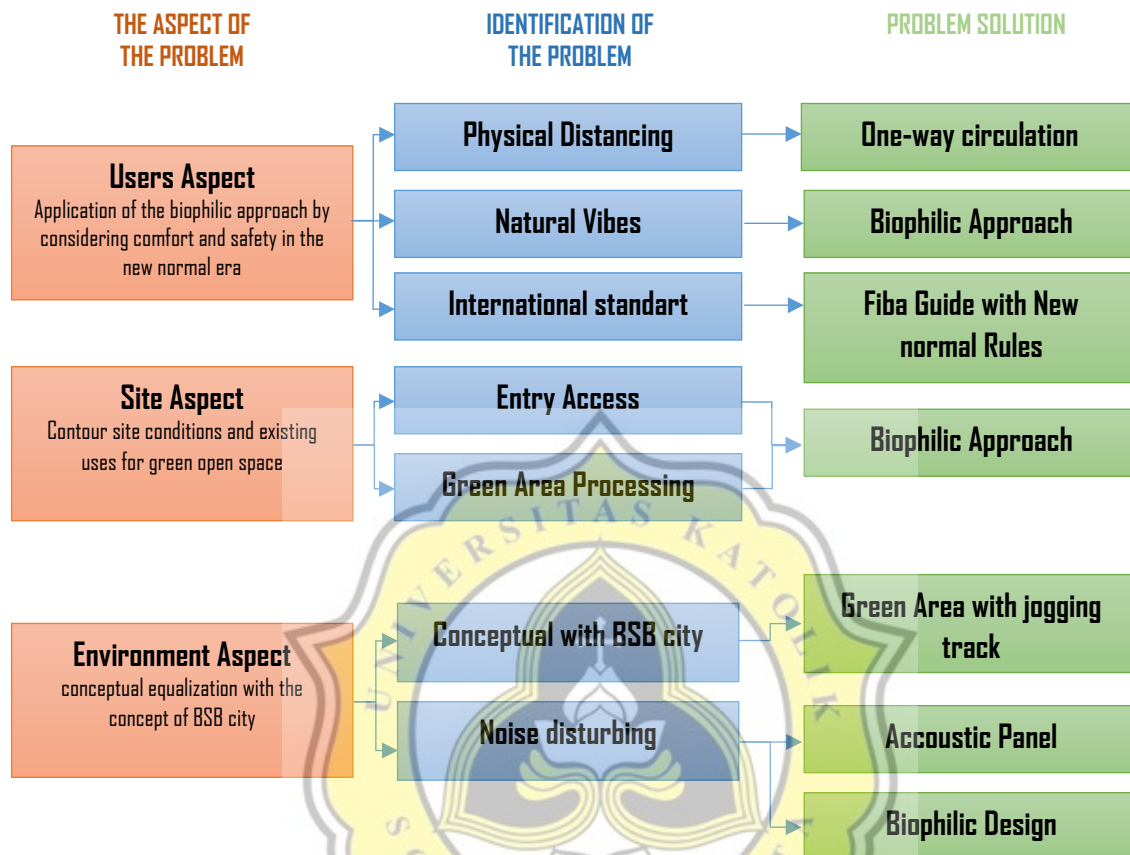 THE ASPECT OF
THE PROBLEM
IDENTIFICATION OF
THE PROBLEM
PROBLEM SOLUTION
Users Aspect
Application of the biophilic approach by
considering comfort and safety in the
new normal era
Physical Distancing
One-way circulation
Natural Vibes
Biophilic Approach
International standart
Fiba Guide with New
normal Rules
Site Aspect
Contour site conditions and existing
uses for green open space
Entry Access
Green Area Processing
Biophilic Approach
UNIVERSITAS KATOLIK
Environment Aspect
conceptual equalization with the
concept of BSB city
Conceptual with BSB city
Green Area with jogging
track
Noise disturbing
Accoustic Panel
Biophilic Design